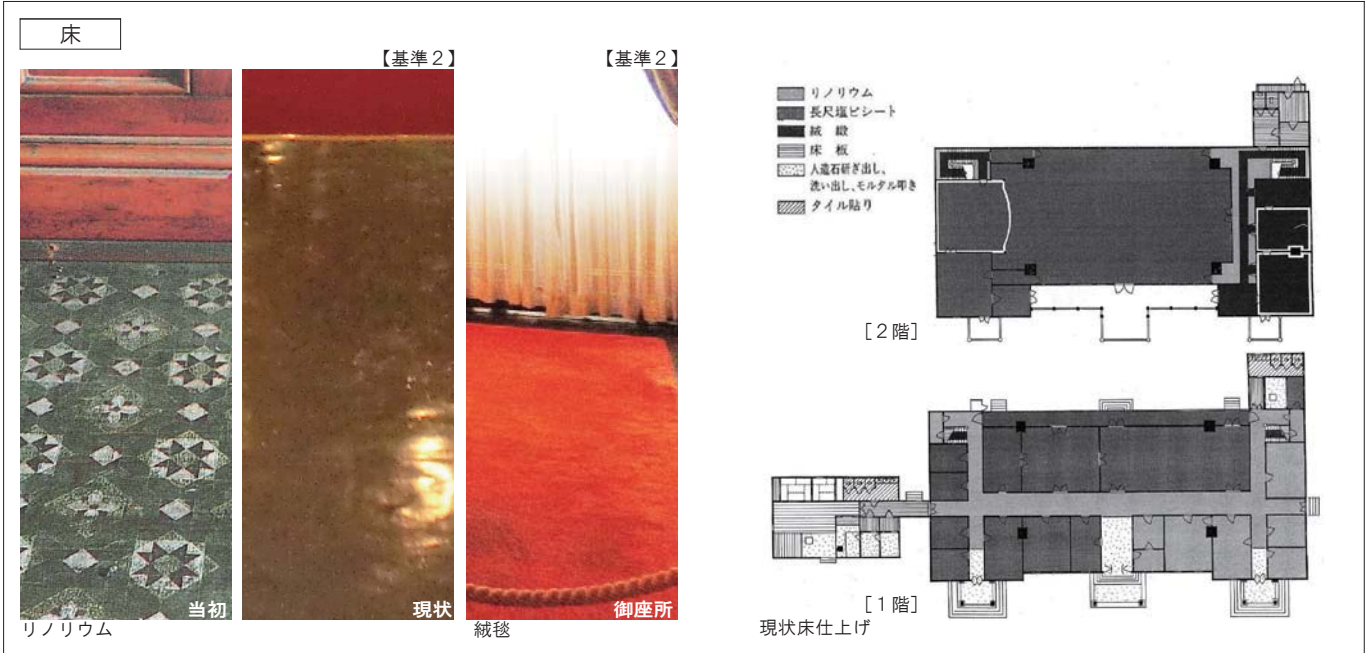 床
【基準２】
【基準２】
当初
現状
御座所
リノリウム
絨毯
リノリウム
長尺塩ビシート
絨緞
床板
人造石研ぎ出し、
洗い出し、モルタル叩き
タイル貼り
［２階］
［１階］
現状床仕上げ